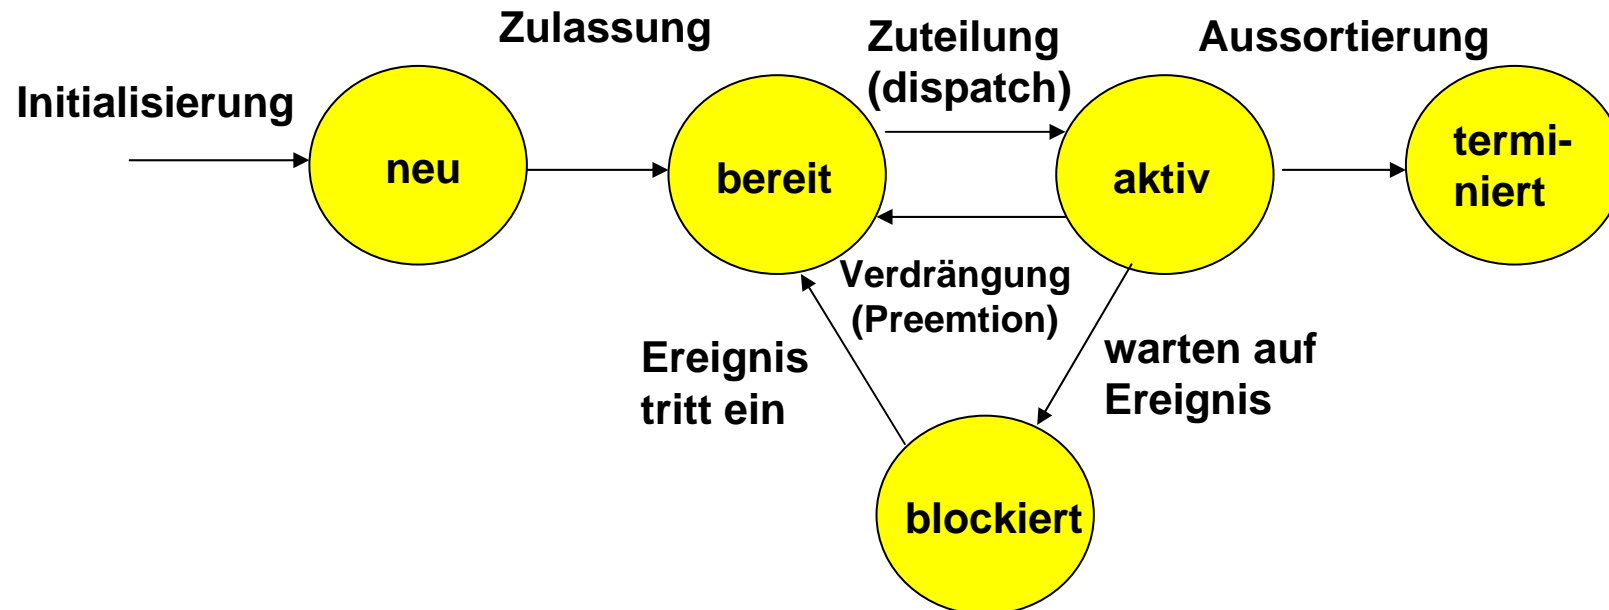 Zulassung
Zuteilung
(dispatch)
Aussortierung
Initialisierung
neu
bereit
aktiv
termi-
niert
Verdrängung
(Preemtion)
Ereignis
tritt ein
warten auf
Ereignis
blockiert